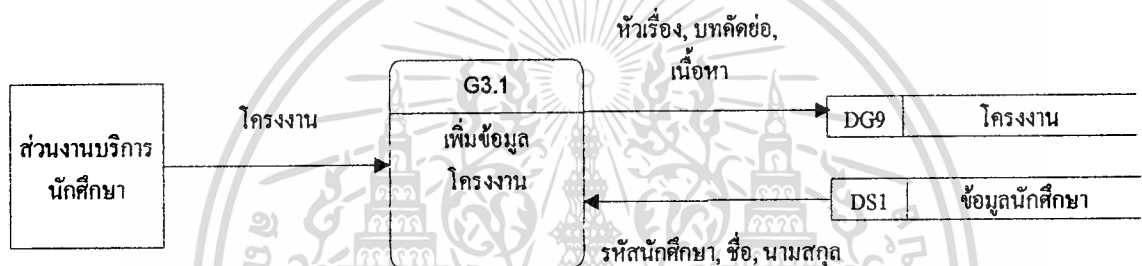 หัวเรื่อง, บทคัดย่อ,
เนื้อหา
G3.1
โครงงาน
DG9
โครงงาน
ส่วนงานบริการ
นักศึกษา
เพิ่มข้อมูล
โครงงาน
DS1
ข้อมูลนักศึกษา
รหัสนักศึกษา, ชื่อ, นามสกุล